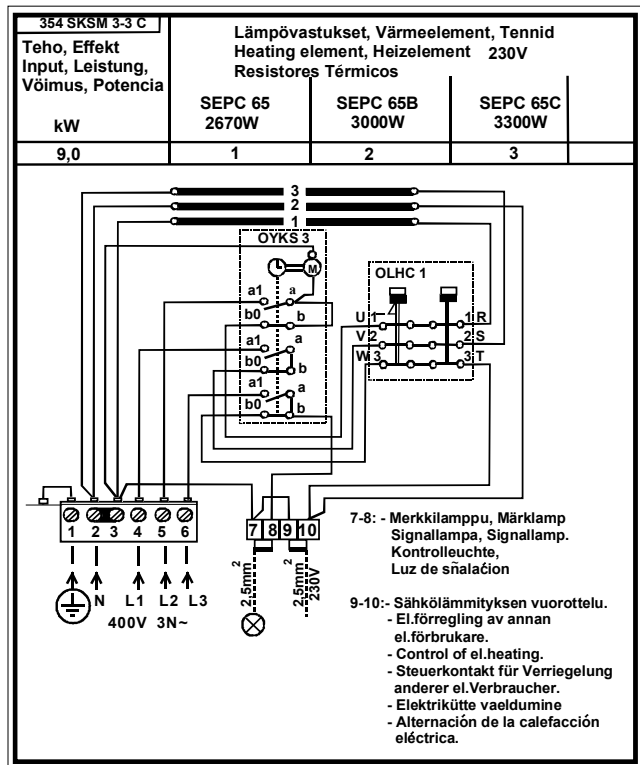 354 SKSM 3-3 C
Teho, Effekt
Input, Leistung,
Vöimus, Potencia
kW
Lämpövastukset, Värmeelement, Tennid
Heating element, Heizelement 230V
Resistores Térmicos
SEPC 65
2670W
SEPC 65B
3000W
SEPC 65C
3300W
9,0 1 2 3
3
2
1
OYKS 3
M
OLHC 1
a1 a
b0 b
a1 a
b0 b
a1 a
b0 b
U 1 1 R
V 2 2 S
W 3 3 T
1 2 3 4 5 6
7 8 9 10
N L1 L2 L3
400V 3N~
2.5mm²
2.5mm²
230V
7-8: - Merkkilamppu, Märklamp
Signallampa, Signallamp.
Kontrolleuchte,
Luz de sñalaćion
9-10:- Sähkölämmityksen vuorottelu.
- El.förregling av annan
el.förbrukare.
- Control of el.heating.
- Steuerkontakt für Verriegelung
anderer el.Verbraucher.
- Elektrikütte vaeldumine
- Alternación de la calefacción
eléctrica.